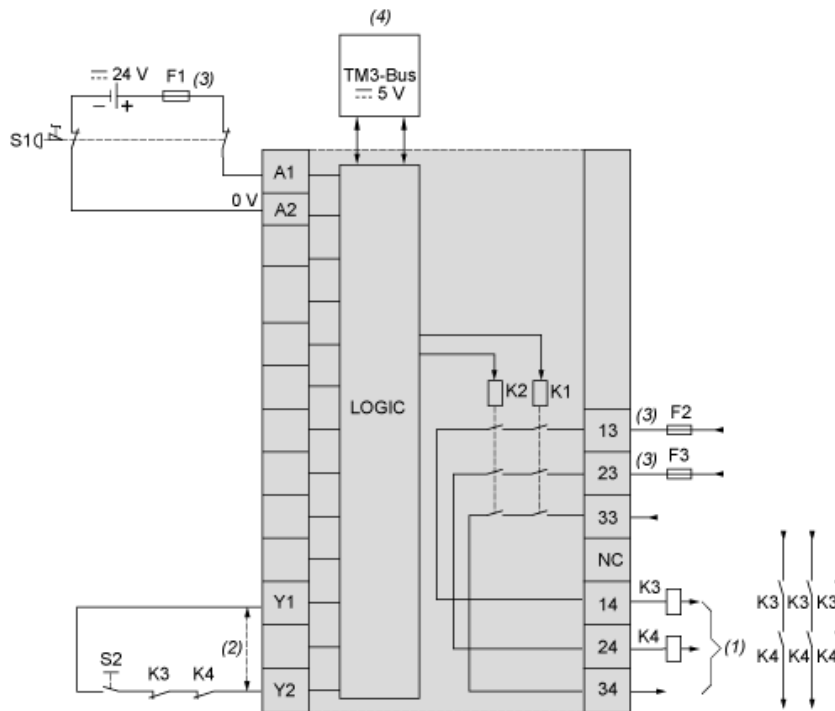 (4)
⎓ 24 V
F1
(3)
TM3-Bus
⎓ 5 V
– +
S1
A1
0 V
A2
LOGIC
K2
K1
13
(3)
F2
23
(3)
F3
33
NC
Y1
14
K3
K3 K3 K3
(2)
24
K4
(1)
K4 K4 K4
S2
K3
K4
Y2
34